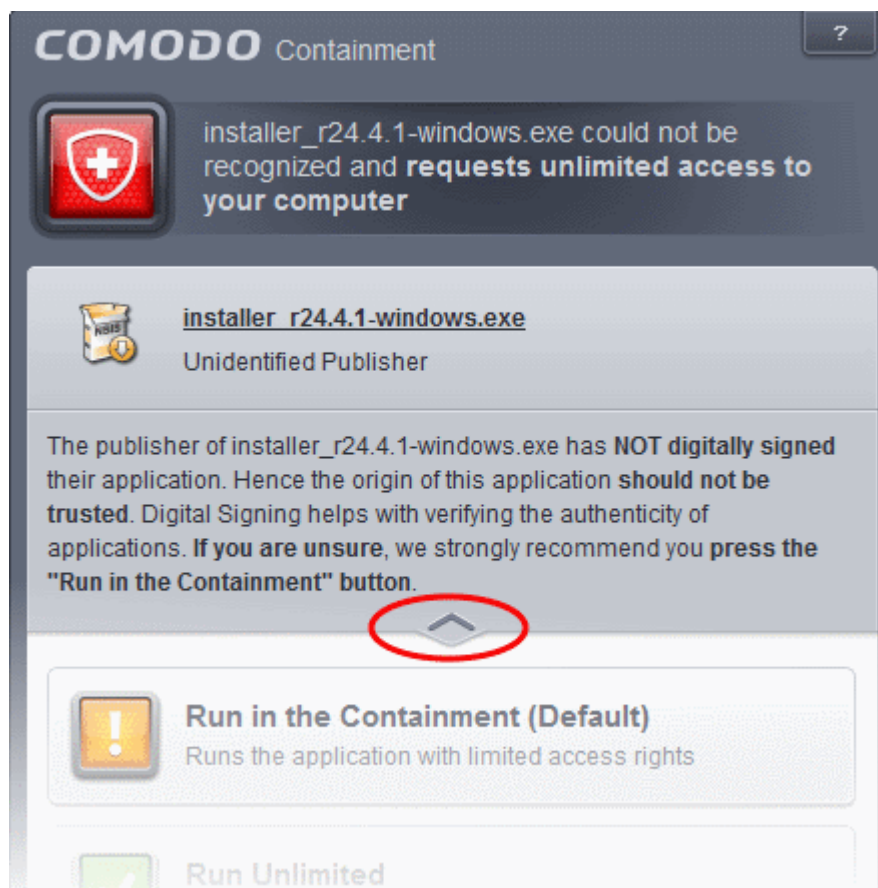 COMODO Containment
?
installer_r24.4.1-windows.exe could not be
recognized and requests unlimited access to
your computer
NSIS
installer_r24.4.1-windows.exe
Unidentified Publisher
The publisher of installer_r24.4.1-windows.exe has NOT digitally signed
their application. Hence the origin of this application should not be
trusted. Digital Signing helps with verifying the authenticity of
applications. If you are unsure, we strongly recommend you press the
"Run in the Containment" button.
Run in the Containment (Default)
Runs the application with limited access rights
Run Unlimited